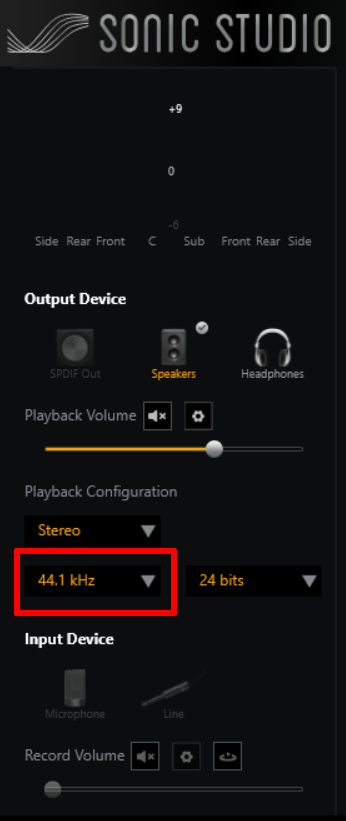 SONIC STUDIO
+9
0
-6
Side Rear Front C Sub Front Rear Side
Output Device
SPDIF Out Speakers Headphones
Playback Volume
Playback Configuration
Stereo
44.1 kHz 24 bits
Input Device
Microphone Line
Record Volume